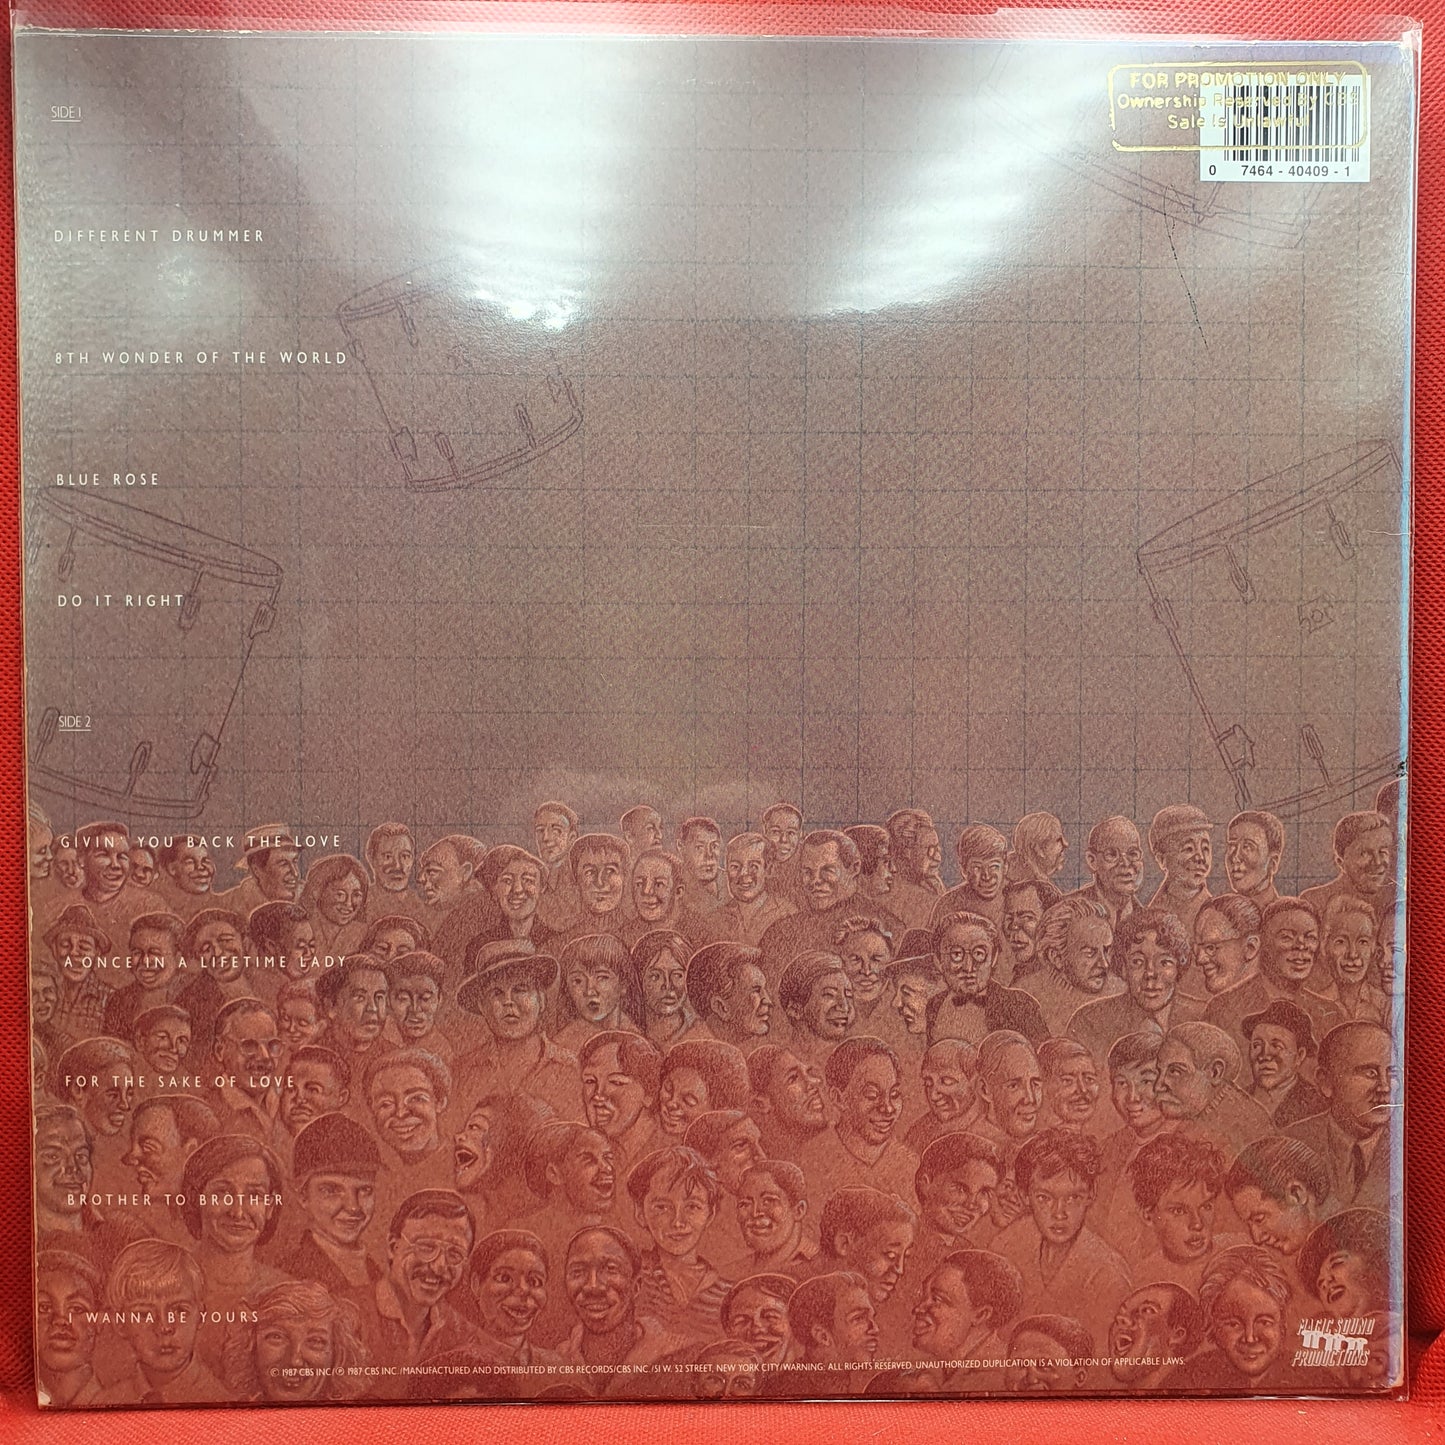 SIDE 1
FOR PROMOTION ONLY
Ownership Reserved By CBS
Sale Is Unlawful
0 7464 - 40409 - 1
DIFFERENT DRUMMER
8TH WONDER OF THE WORLD
BLUE ROSE
DO IT RIGHT
SIDE 2
GIVIN' YOU BACK THE LOVE
A ONCE IN A LIFETIME LADY
FOR THE SAKE OF LOVE
BROTHER TO BROTHER
I WANNA BE YOURS
MAGIC SOUND
PRODUCTIONS
© 1987 CBS INC./℗ 1987 CBS INC./MANUFACTURED AND DISTRIBUTED BY CBS RECORDS/CBS INC./51 W. 52 STREET, NEW YORK CITY/WARNING: ALL RIGHTS RESERVED. UNAUTHORIZED DUPLICATION IS A VIOLATION OF APPLICABLE LAWS.